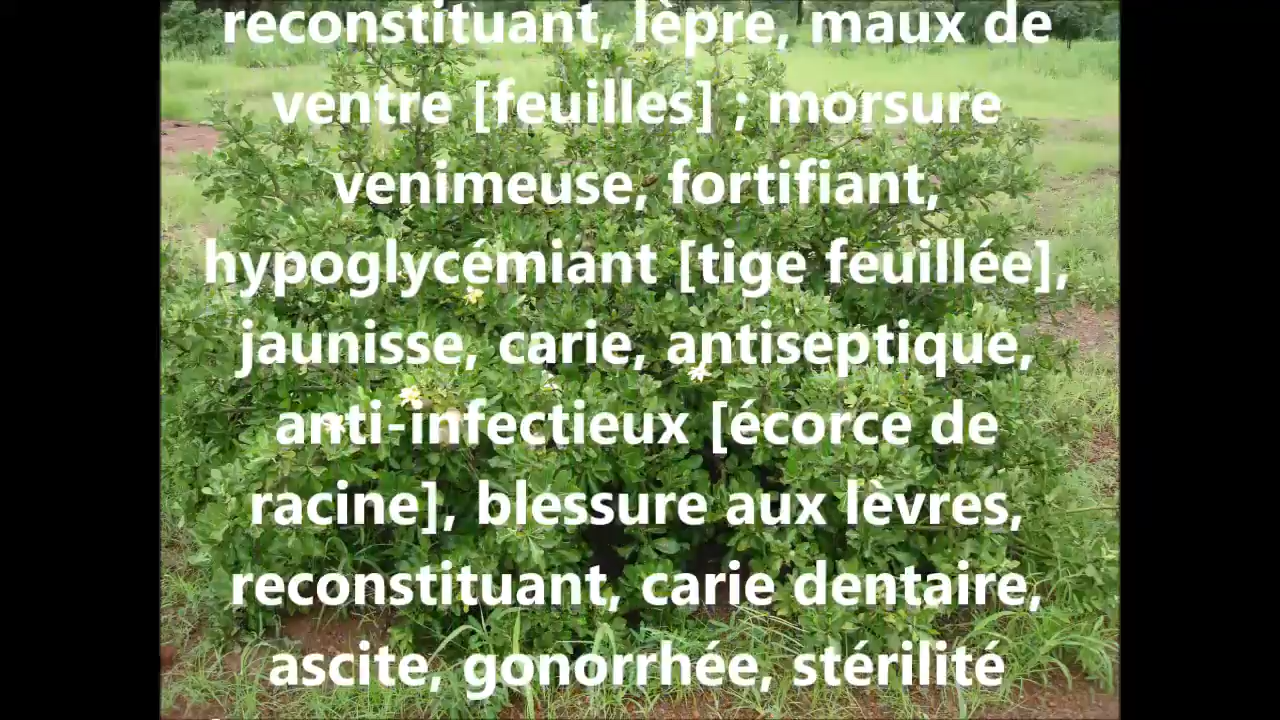 reconstituant, lèpre, maux de
ventre [feuilles] ; morsure
venimeuse, fortifiant,
hypoglycémiant [tige feuillée],
jaunisse, carie, antiseptique,
anti-infectieux [écorce de
racine], blessure aux lèvres,
reconstituant, carie dentaire,
ascite, gonorrhée, stérilité